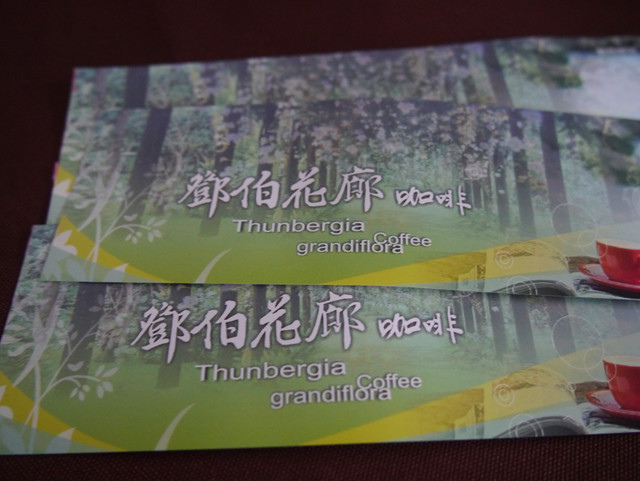 鄧伯花廊 咖啡
Thunbergia
grandiflora Coffee
鄧伯花廊 咖啡
Thunbergia
grandiflora Coffee